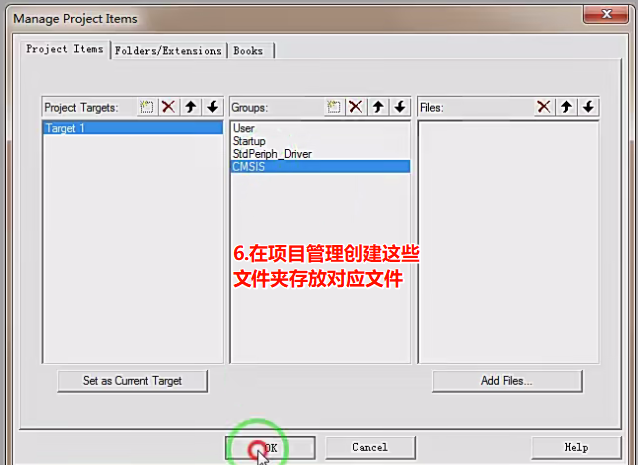 Manage Project Items
Project Items
Folders/Extensions
Books
Project Targets:
Groups:
Files:
Target 1
User
Startup
StdPeriph_Driver
CMSIS
6.在项目管理创建这些
文件夹存放对应文件
Set as Current Target
Add Files...
OK
Cancel
Help